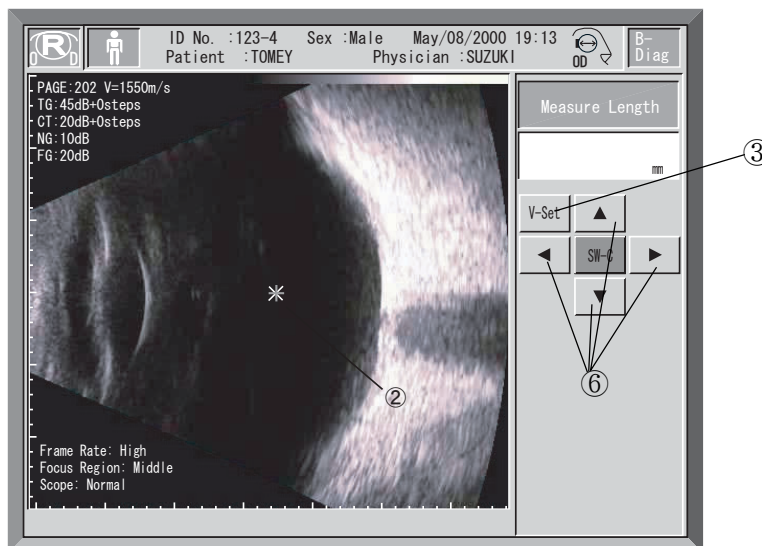 R
O D
ID No. :123-4 Sex :Male May/08/2000 19:13
Patient :TOMEY Physician :SUZUKI
OD
B-
Diag
PAGE:202 V=1550m/s
TG:45dB+0steps
CT:20dB+0steps
NG:10dB
FG:20dB
Measure Length
mm
③
V-Set ▲
◀ SW-C ▶
▼
⑥
②
Frame Rate: High
Focus Region: Middle
Scope: Normal